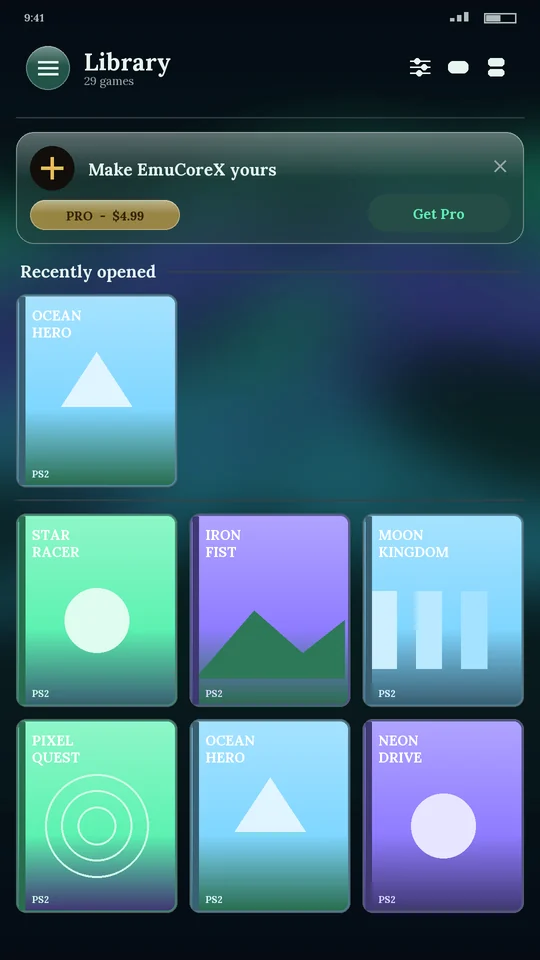 9:41
Library
29 games
Make EmuCoreX yours
PRO - $4.99
Get Pro
Recently opened
OCEAN
HERO
PS2
STAR
RACER
PS2
IRON
FIST
PS2
MOON
KINGDOM
PS2
PIXEL
QUEST
PS2
OCEAN
HERO
PS2
NEON
DRIVE
PS2